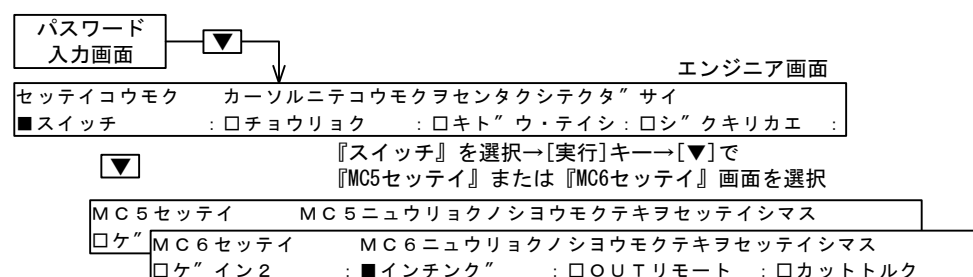 パスワード
入力画面
▼
エンジニア画面
セッテイコウモク　カーソルニテコウモクヲセンタクシテクタ゛サイ
■スイッチ　：□チョウリョク　：□キト゛ウ・テイシ：□シ゛クキリカエ　：
▼
『スイッチ』を選択→[実行]キー→[▼]で
『MC5セッテイ』または『MC6セッテイ』画面を選択
ＭＣ５セッテイ　ＭＣ５ニュウリョクノシヨウモクテキヲセッテイシマス
□ケ゛
ＭＣ６セッテイ　ＭＣ６ニュウリョクノシヨウモクテキヲセッテイシマス
□ケ゛イン２　：■インチンク゛　：□ＯＵＴリモート　：□カットトルク